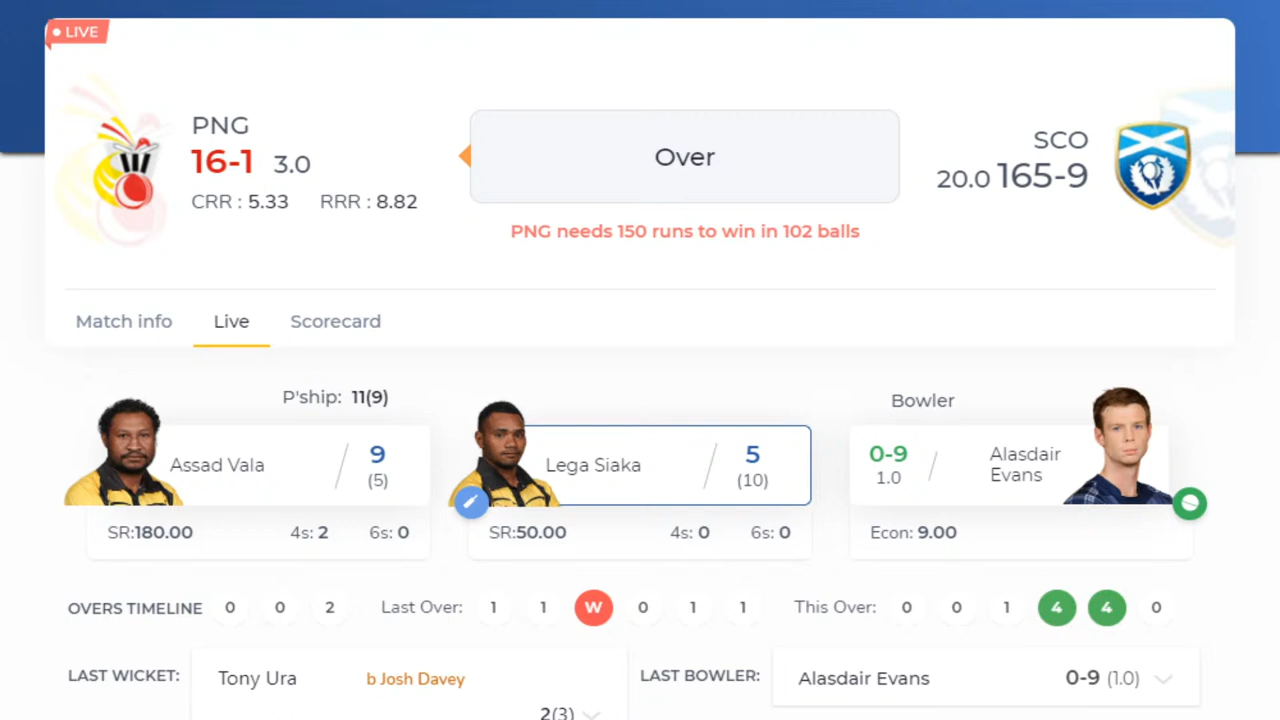 LIVE
PNG
16-1 3.0
CRR : 5.33 RRR : 8.82
Over
PNG needs 150 runs to win in 102 balls
SCO
20.0 165-9
Match info Live Scorecard
P'ship: 11(9)
Assad Vala 9 (5)
SR:180.00 4s: 2 6s: 0
Lega Siaka 5 (10)
SR:50.00 4s: 0 6s: 0
Bowler
0-9 1.0 Alasdair Evans
Econ: 9.00
OVERS TIMELINE 0 0 2 Last Over: 1 1 W 0 1 1 This Over: 0 0 1 4 4 0
LAST WICKET: Tony Ura b Josh Davey
2(3)
LAST BOWLER: Alasdair Evans 0-9 (1.0)